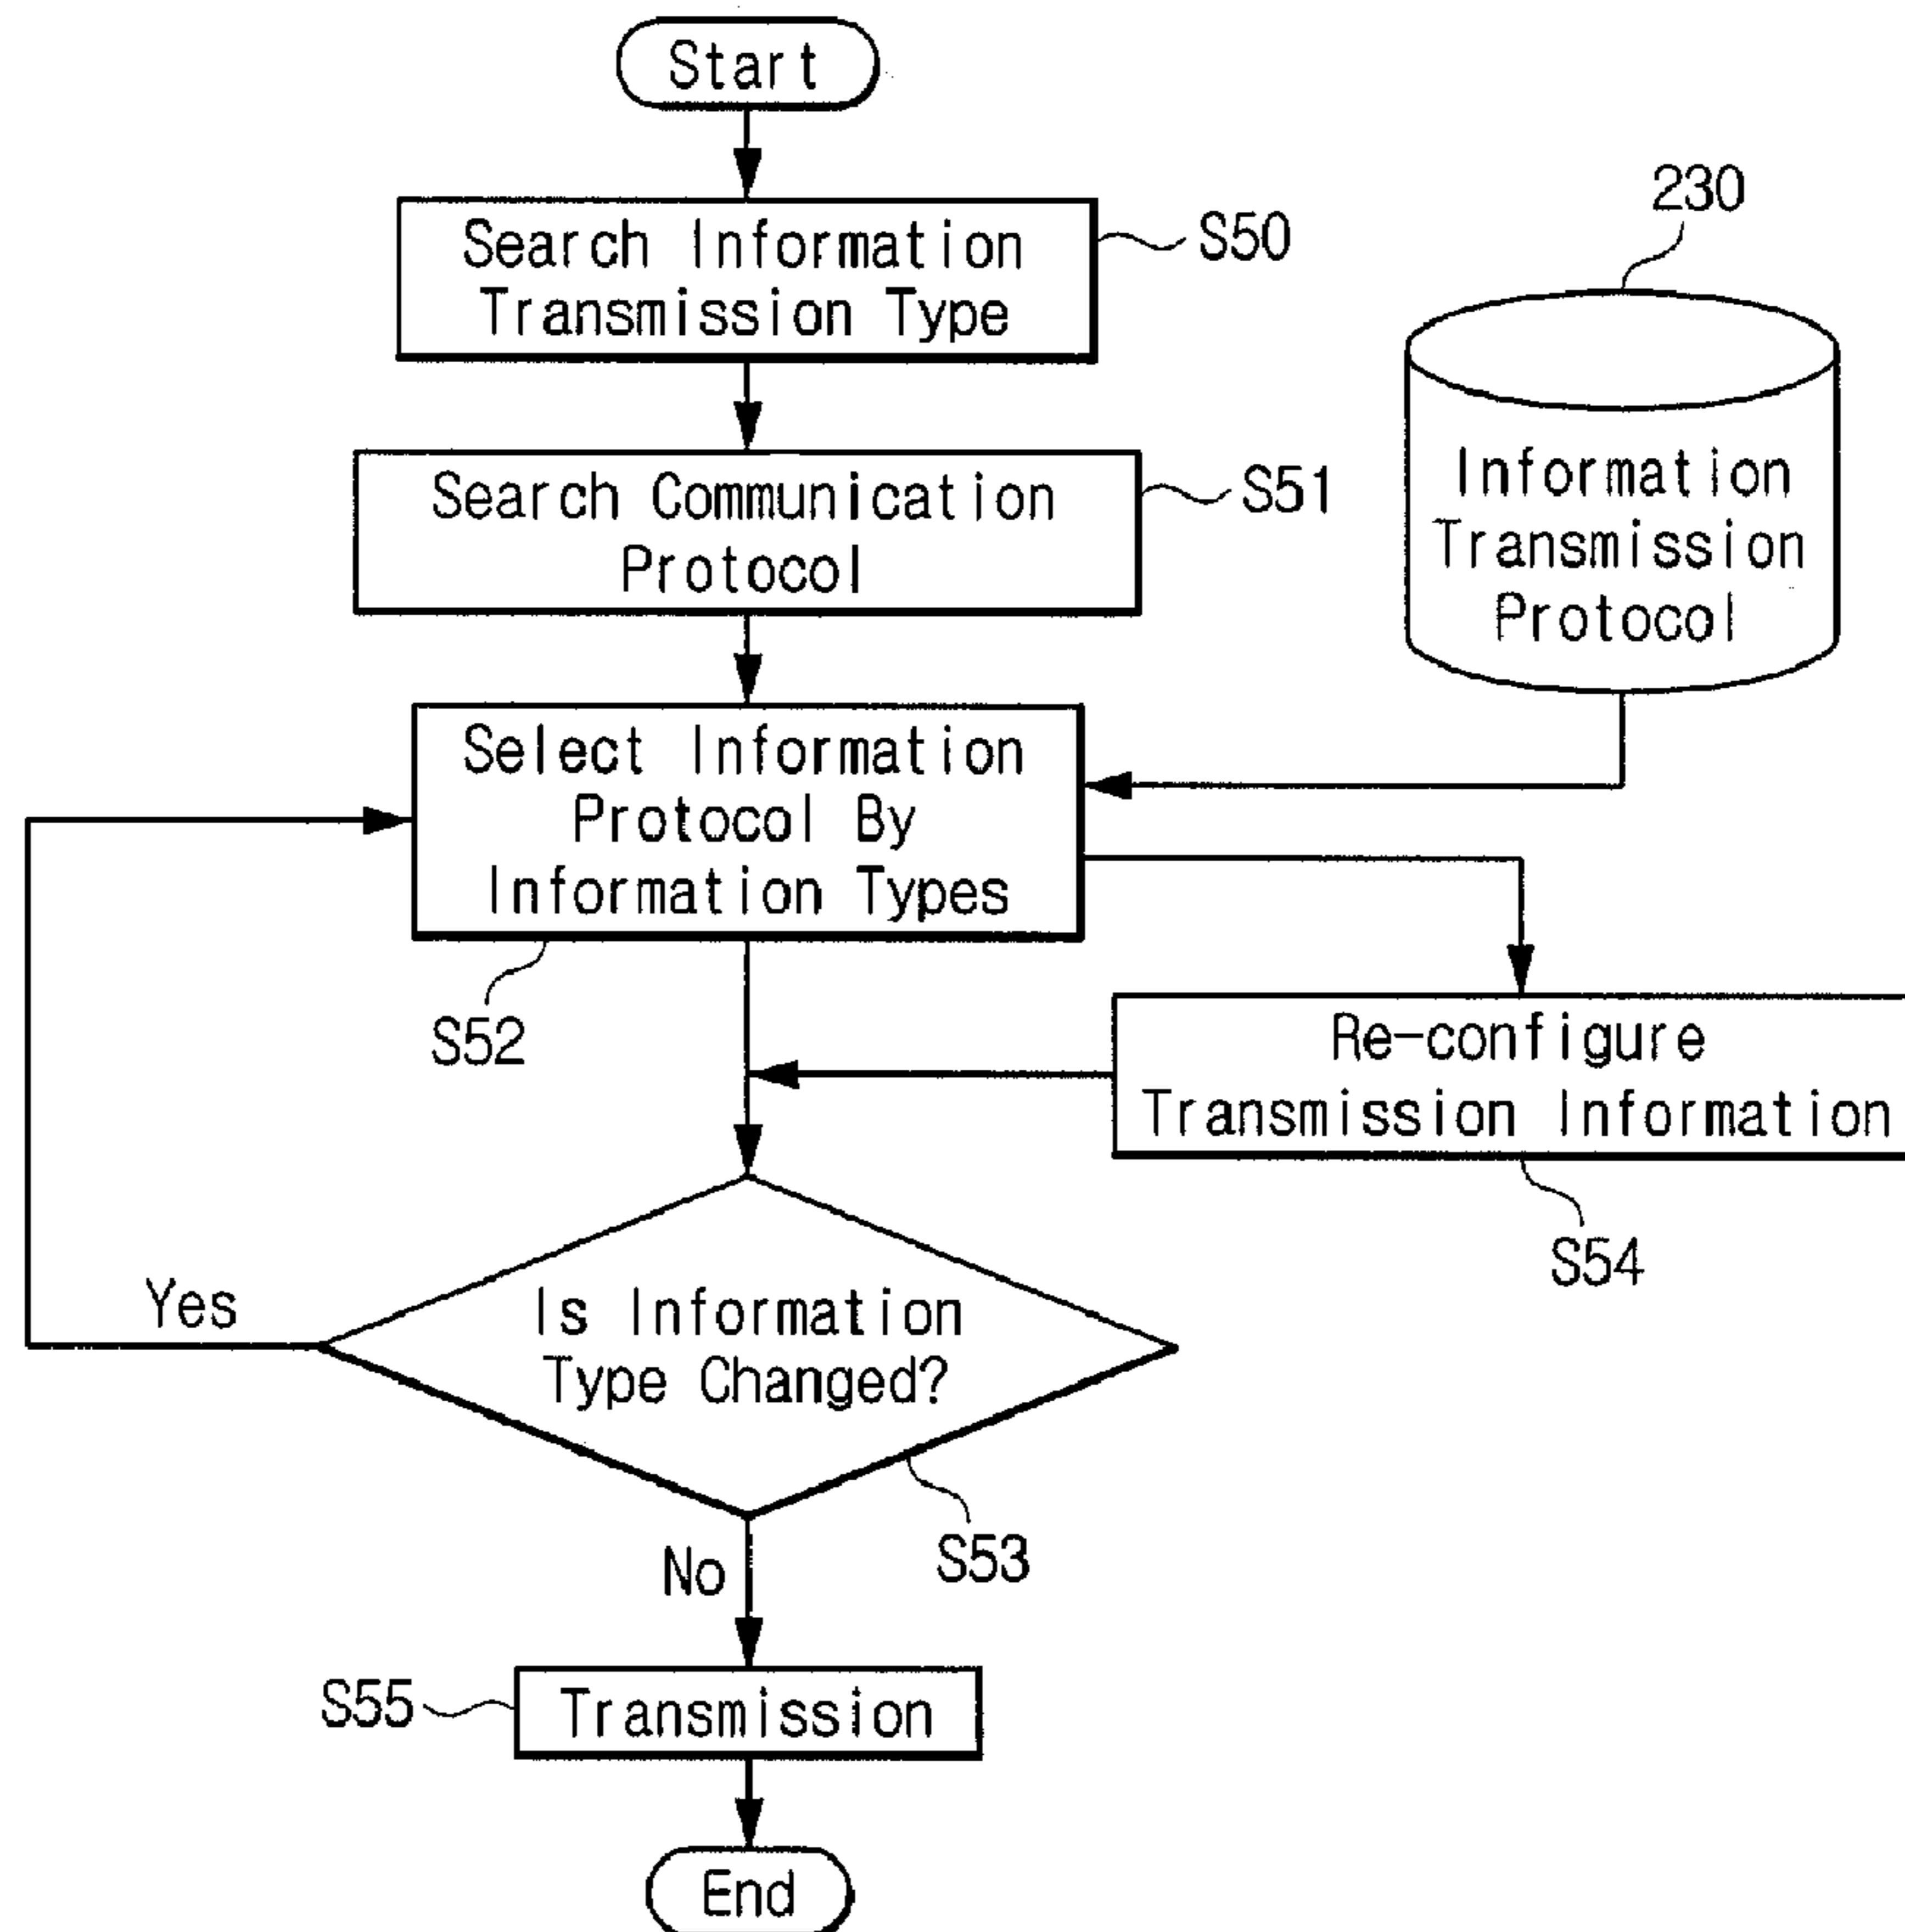 Start
Search Information
Transmission Type
S50
230
Search Communication
Protocol
S51
Information
Transmission
Protocol
Select Information
Protocol By
Information Types
S52
Re-configure
Transmission Information
S54
Yes
Is Information
Type Changed?
S53
No
S55
Transmission
End